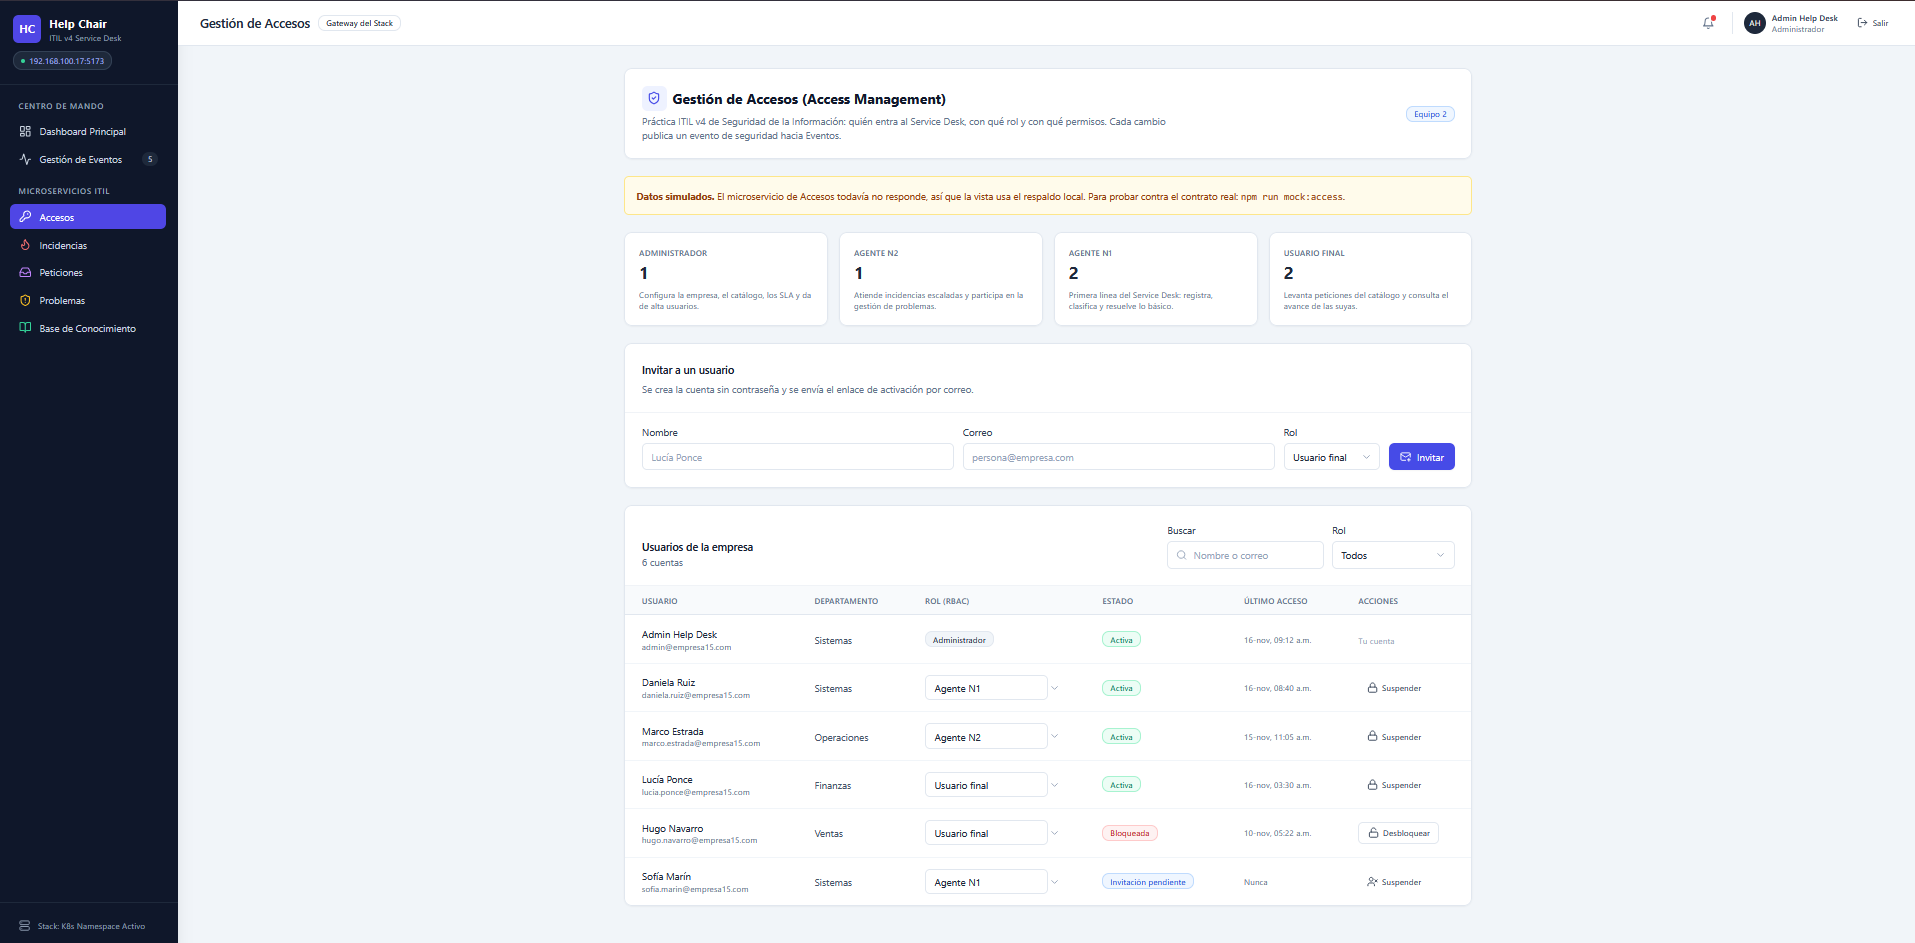 HC
Help Chair
ITIL v4 Service Desk
192.168.100.17:5173
CENTRO DE MANDO
Dashboard Principal
Gestión de Eventos 5
MICROSERVICIOS ITIL
Accesos
Incidencias
Peticiones
Problemas
Base de Conocimiento
Stack: K8s Namespace Activo
Gestión de Accesos Gateway del Stack
AH
Admin Help Desk
Administrador
Salir
Gestión de Accesos (Access Management)
Práctica ITIL v4 de Seguridad de la Información: quién entra al Service Desk, con qué rol y con qué permisos. Cada cambio
publica un evento de seguridad hacia Eventos.
Equipo 2
Datos simulados. El microservicio de Accesos todavía no responde, así que la vista usa el respaldo local. Para probar contra el contrato real: npm run mock:access.
ADMINISTRADOR
1
Configura la empresa, el catálogo, los SLA y da
de alta usuarios.
AGENTE N2
1
Atiende incidencias escaladas y participa en la
gestión de problemas.
AGENTE N1
2
Primera línea del Service Desk: registra,
clasifica y resuelve lo básico.
USUARIO FINAL
2
Levanta peticiones del catálogo y consulta el
avance de las suyas.
Invitar a un usuario
Se crea la cuenta sin contraseña y se envía el enlace de activación por correo.
Nombre Correo Rol
Lucía Ponce persona@empresa.com Usuario final Invitar
Usuarios de la empresa
6 cuentas
Buscar Rol
Nombre o correo Todos
USUARIO DEPARTAMENTO ROL (RBAC) ESTADO ÚLTIMO ACCESO ACCIONES
Admin Help Desk
admin@empresa15.com
Sistemas Administrador Activa 16-nov, 09:12 a.m. Tu cuenta
Daniela Ruiz
daniela.ruiz@empresa15.com
Sistemas Agente N1 Activa 16-nov, 08:40 a.m. Suspender
Marco Estrada
marco.estrada@empresa15.com
Operaciones Agente N2 Activa 15-nov, 11:05 a.m. Suspender
Lucía Ponce
lucia.ponce@empresa15.com
Finanzas Usuario final Activa 16-nov, 03:30 a.m. Suspender
Hugo Navarro
hugo.navarro@empresa15.com
Ventas Usuario final Bloqueada 10-nov, 05:22 a.m. Desbloquear
Sofía Marín
sofia.marin@empresa15.com
Sistemas Agente N1 Invitación pendiente Nunca Suspender